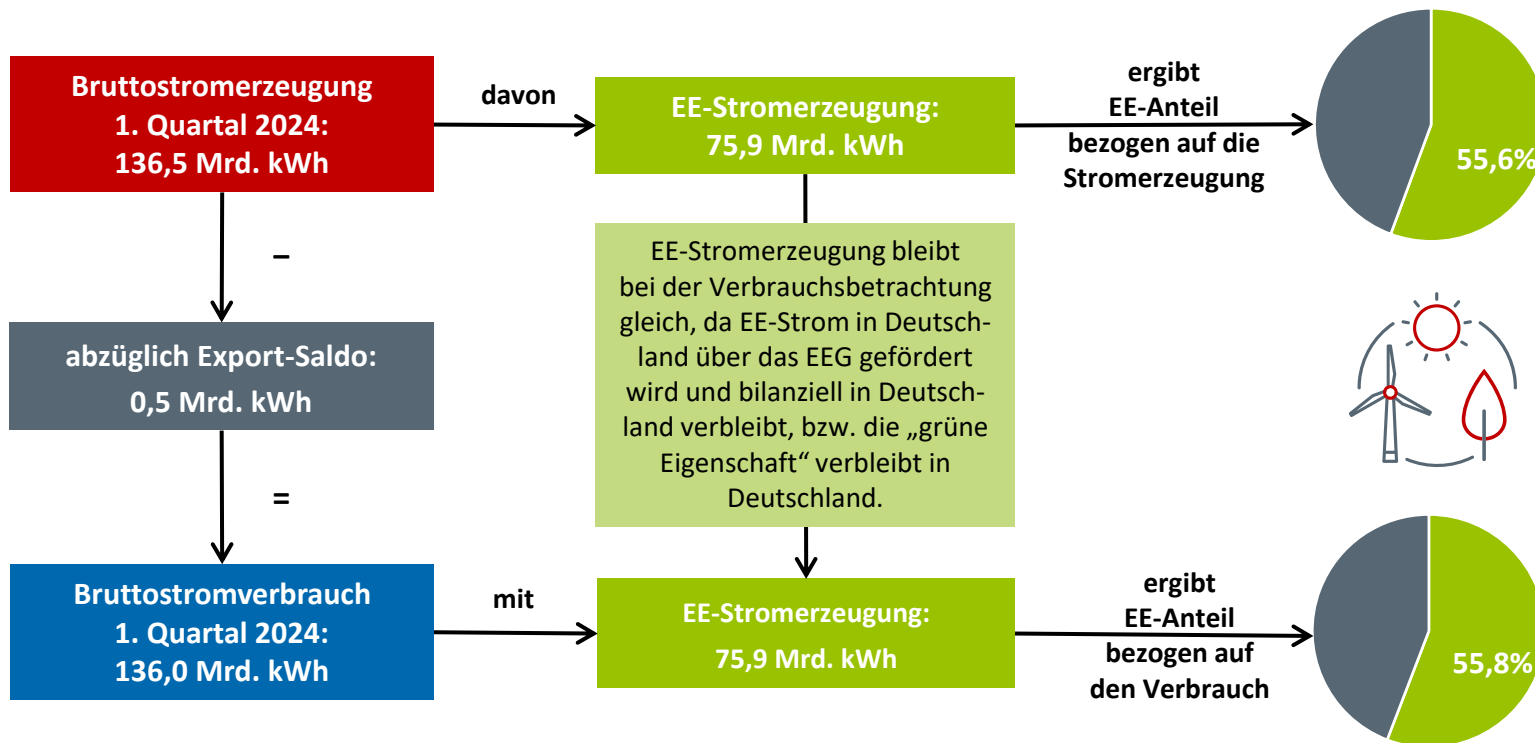 Bruttostromerzeugung
1. Quartal 2024:
136,5 Mrd. kWh
davon
EE-Stromerzeugung:
75,9 Mrd. kWh
ergibt
EE-Anteil
bezogen auf die
Stromerzeugung
55,6%
–
abzüglich Export-Saldo:
0,5 Mrd. kWh
=
EE-Stromerzeugung bleibt
bei der Verbrauchsbetrachtung
gleich, da EE-Strom in Deutsch-
land über das EEG gefördert
wird und bilanziell in Deutsch-
land verbleibt, bzw. die „grüne
Eigenschaft“ verbleibt in
Deutschland.
Bruttostromverbrauch
1. Quartal 2024:
136,0 Mrd. kWh
mit
EE-Stromerzeugung:
75,9 Mrd. kWh
ergibt
EE-Anteil
bezogen auf
den Verbrauch
55,8%